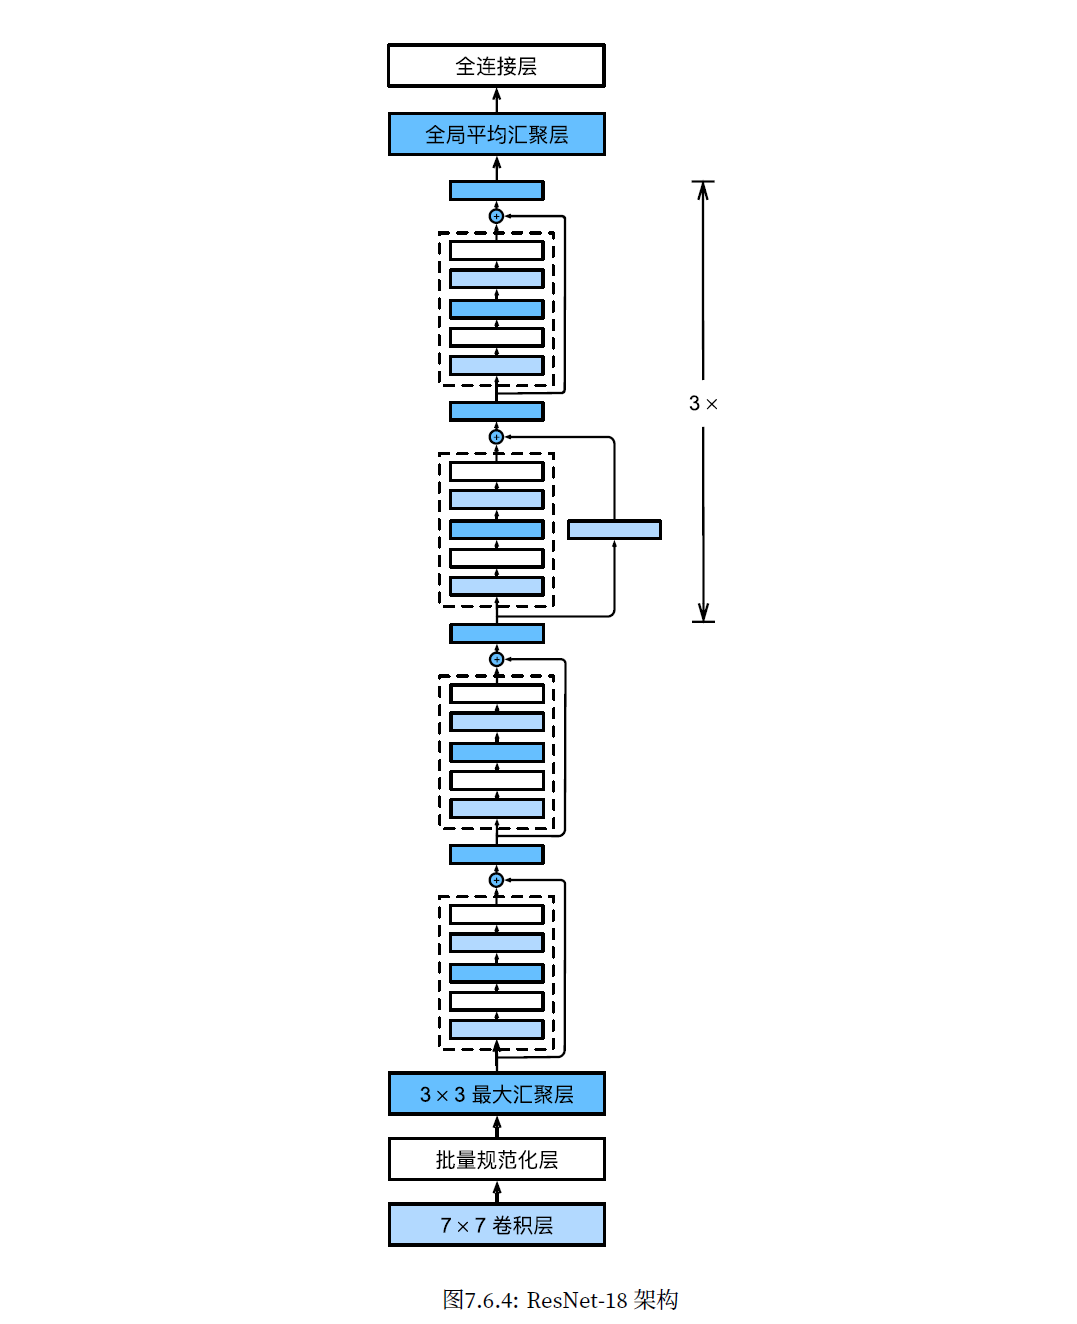 全连接层
全局平均汇聚层
3 ×
3 × 3 最大汇聚层
批量规范化层
7 × 7 卷积层
图7.6.4: ResNet-18 架构